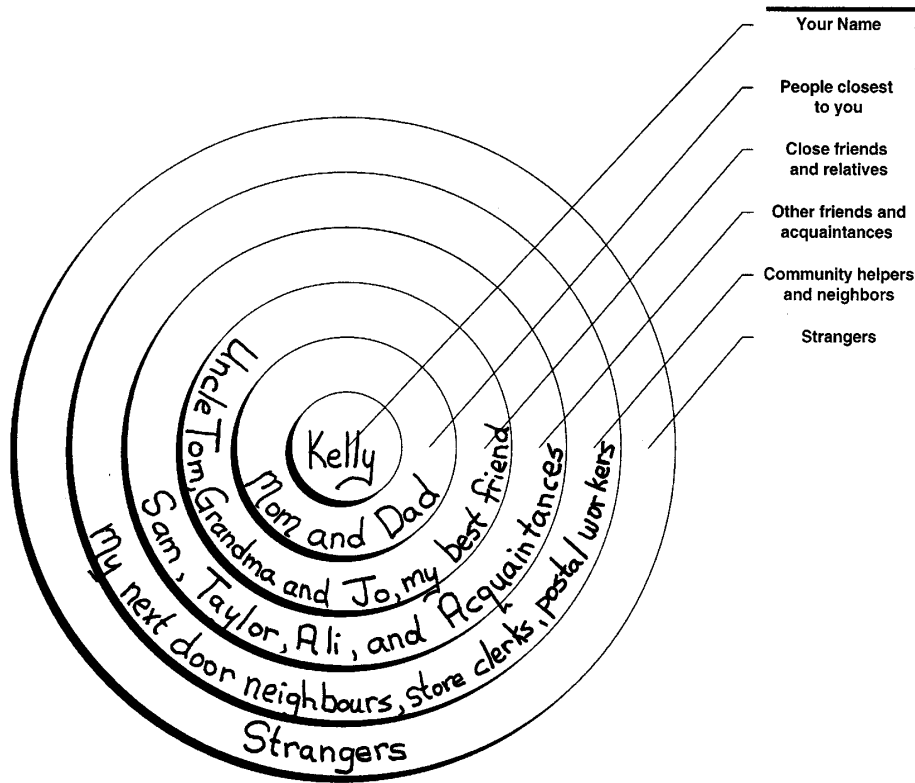 Your Name
People closest
to you
Close friends
and relatives
Other friends and
acquaintances
Community helpers
and neighbors
Strangers
Kelly
Mom and Dad
Uncle Tom, Grandma and Jo, my best friend
Sam, Taylor, Ali, and Acquaintances
My next door neighbours, store clerks, postal workers
Strangers